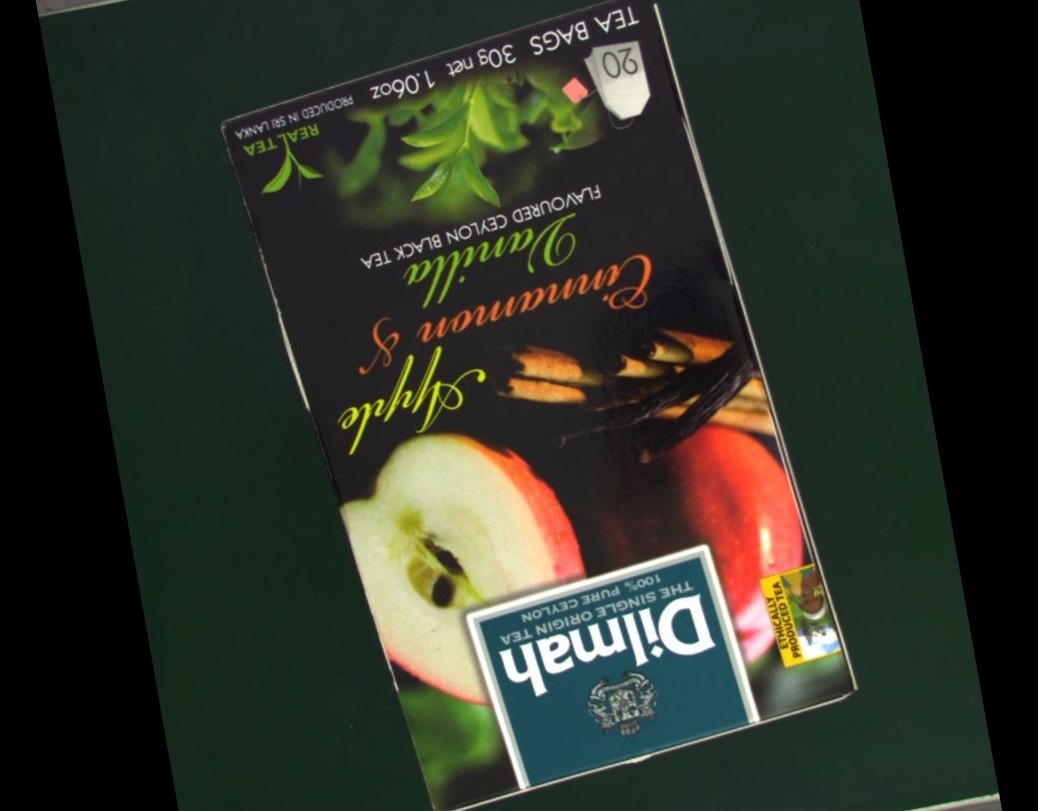 Dilmah
THE SINGLE ORIGIN TEA
100% PURE CEYLON
ETHICALLY
PRODUCED TEA
Apple
Cinnamon &
Vanilla
FLAVOURED CEYLON BLACK TEA
REAL TEA
PRODUCED IN SRI LANKA
20
TEA BAGS 30g net 1.06oz